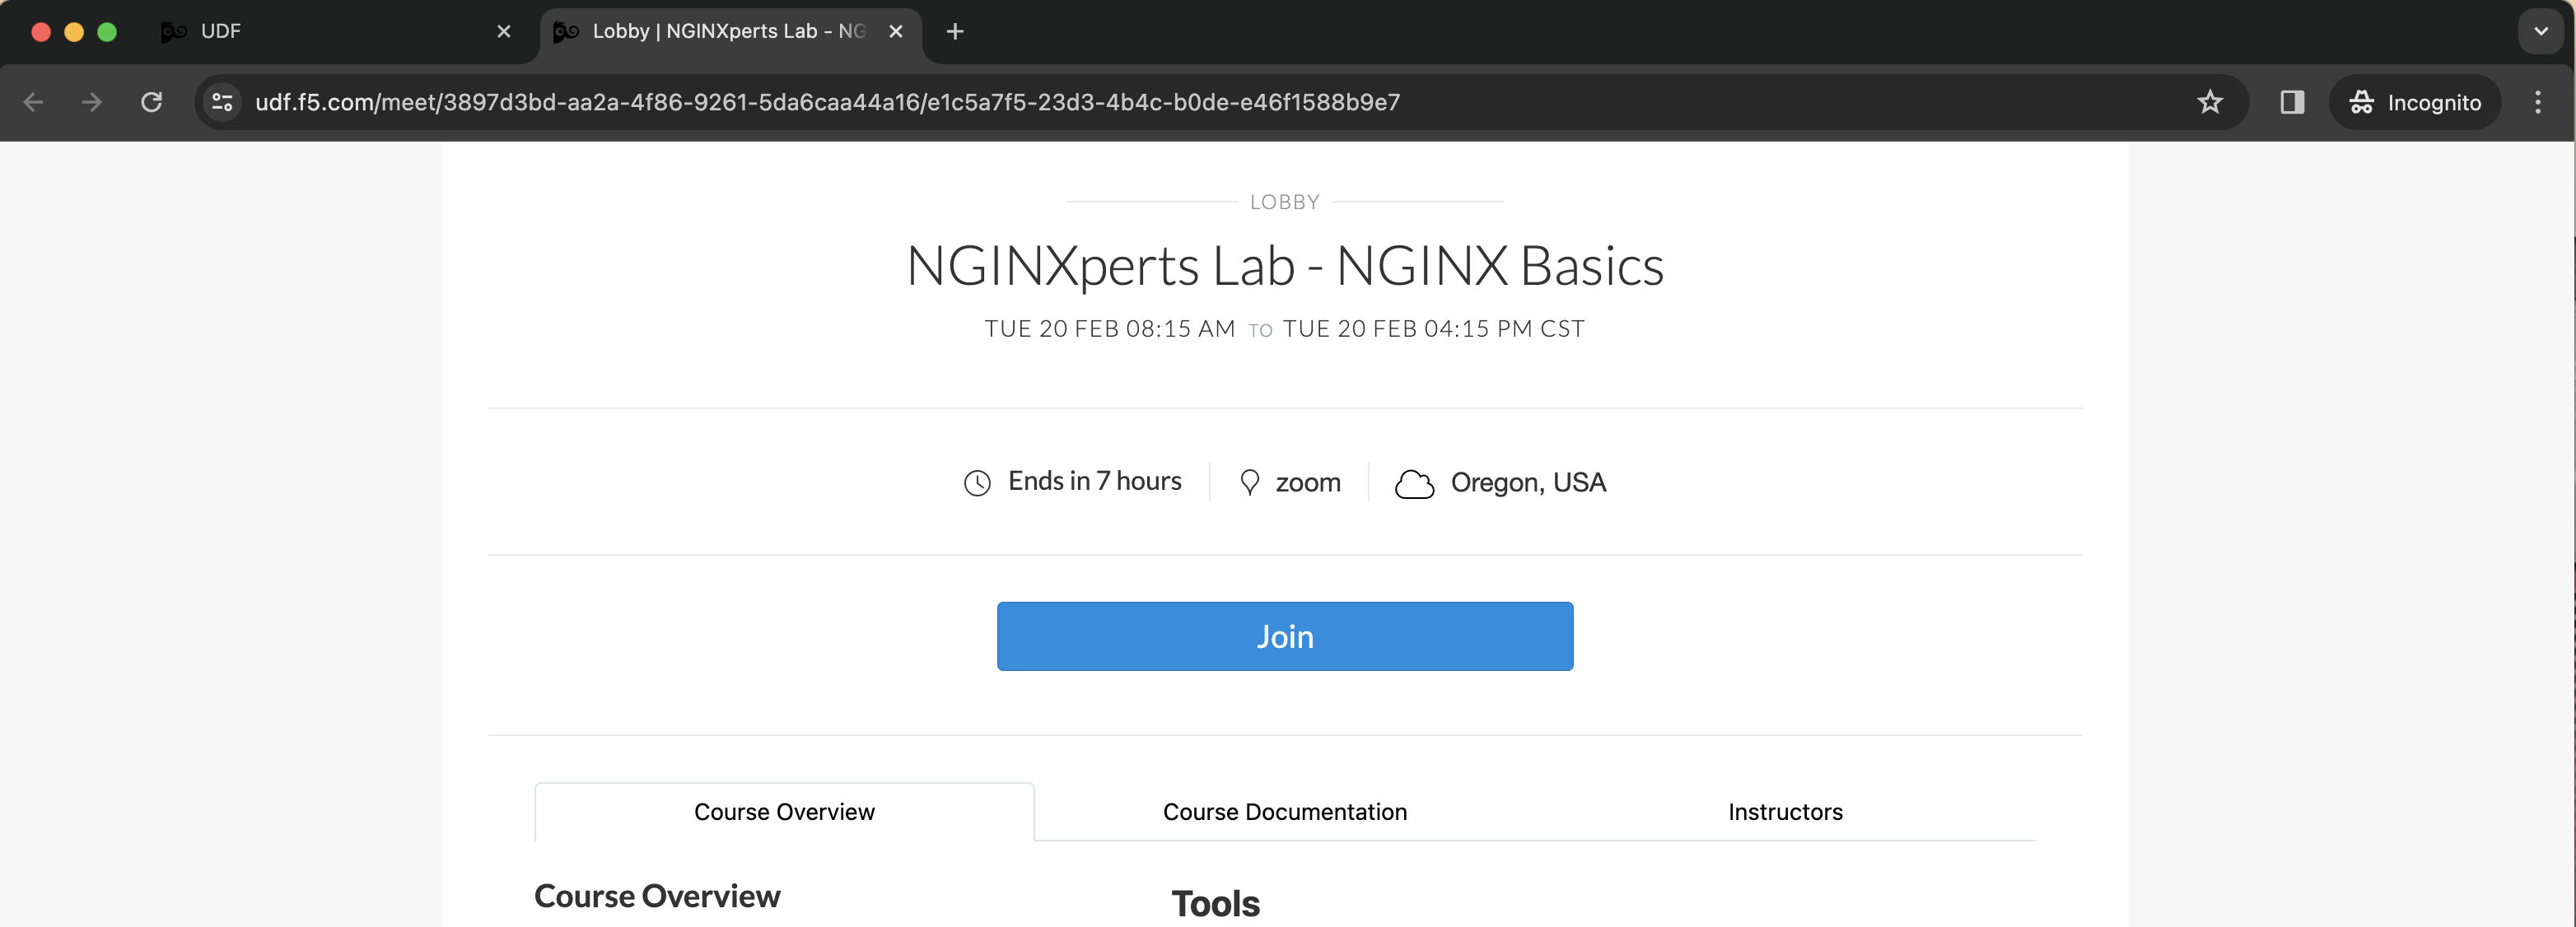 UDF
Lobby | NGINXperts Lab - NG
udf.f5.com/meet/3897d3bd-aa2a-4f86-9261-5da6caa44a16/e1c5a7f5-23d3-4b4c-b0de-e46f1588b9e7
Incognito
LOBBY
NGINXperts Lab - NGINX Basics
TUE 20 FEB 08:15 AM TO TUE 20 FEB 04:15 PM CST
Ends in 7 hours
zoom
Oregon, USA
Join
Course Overview
Course Documentation
Instructors
Course Overview
Tools